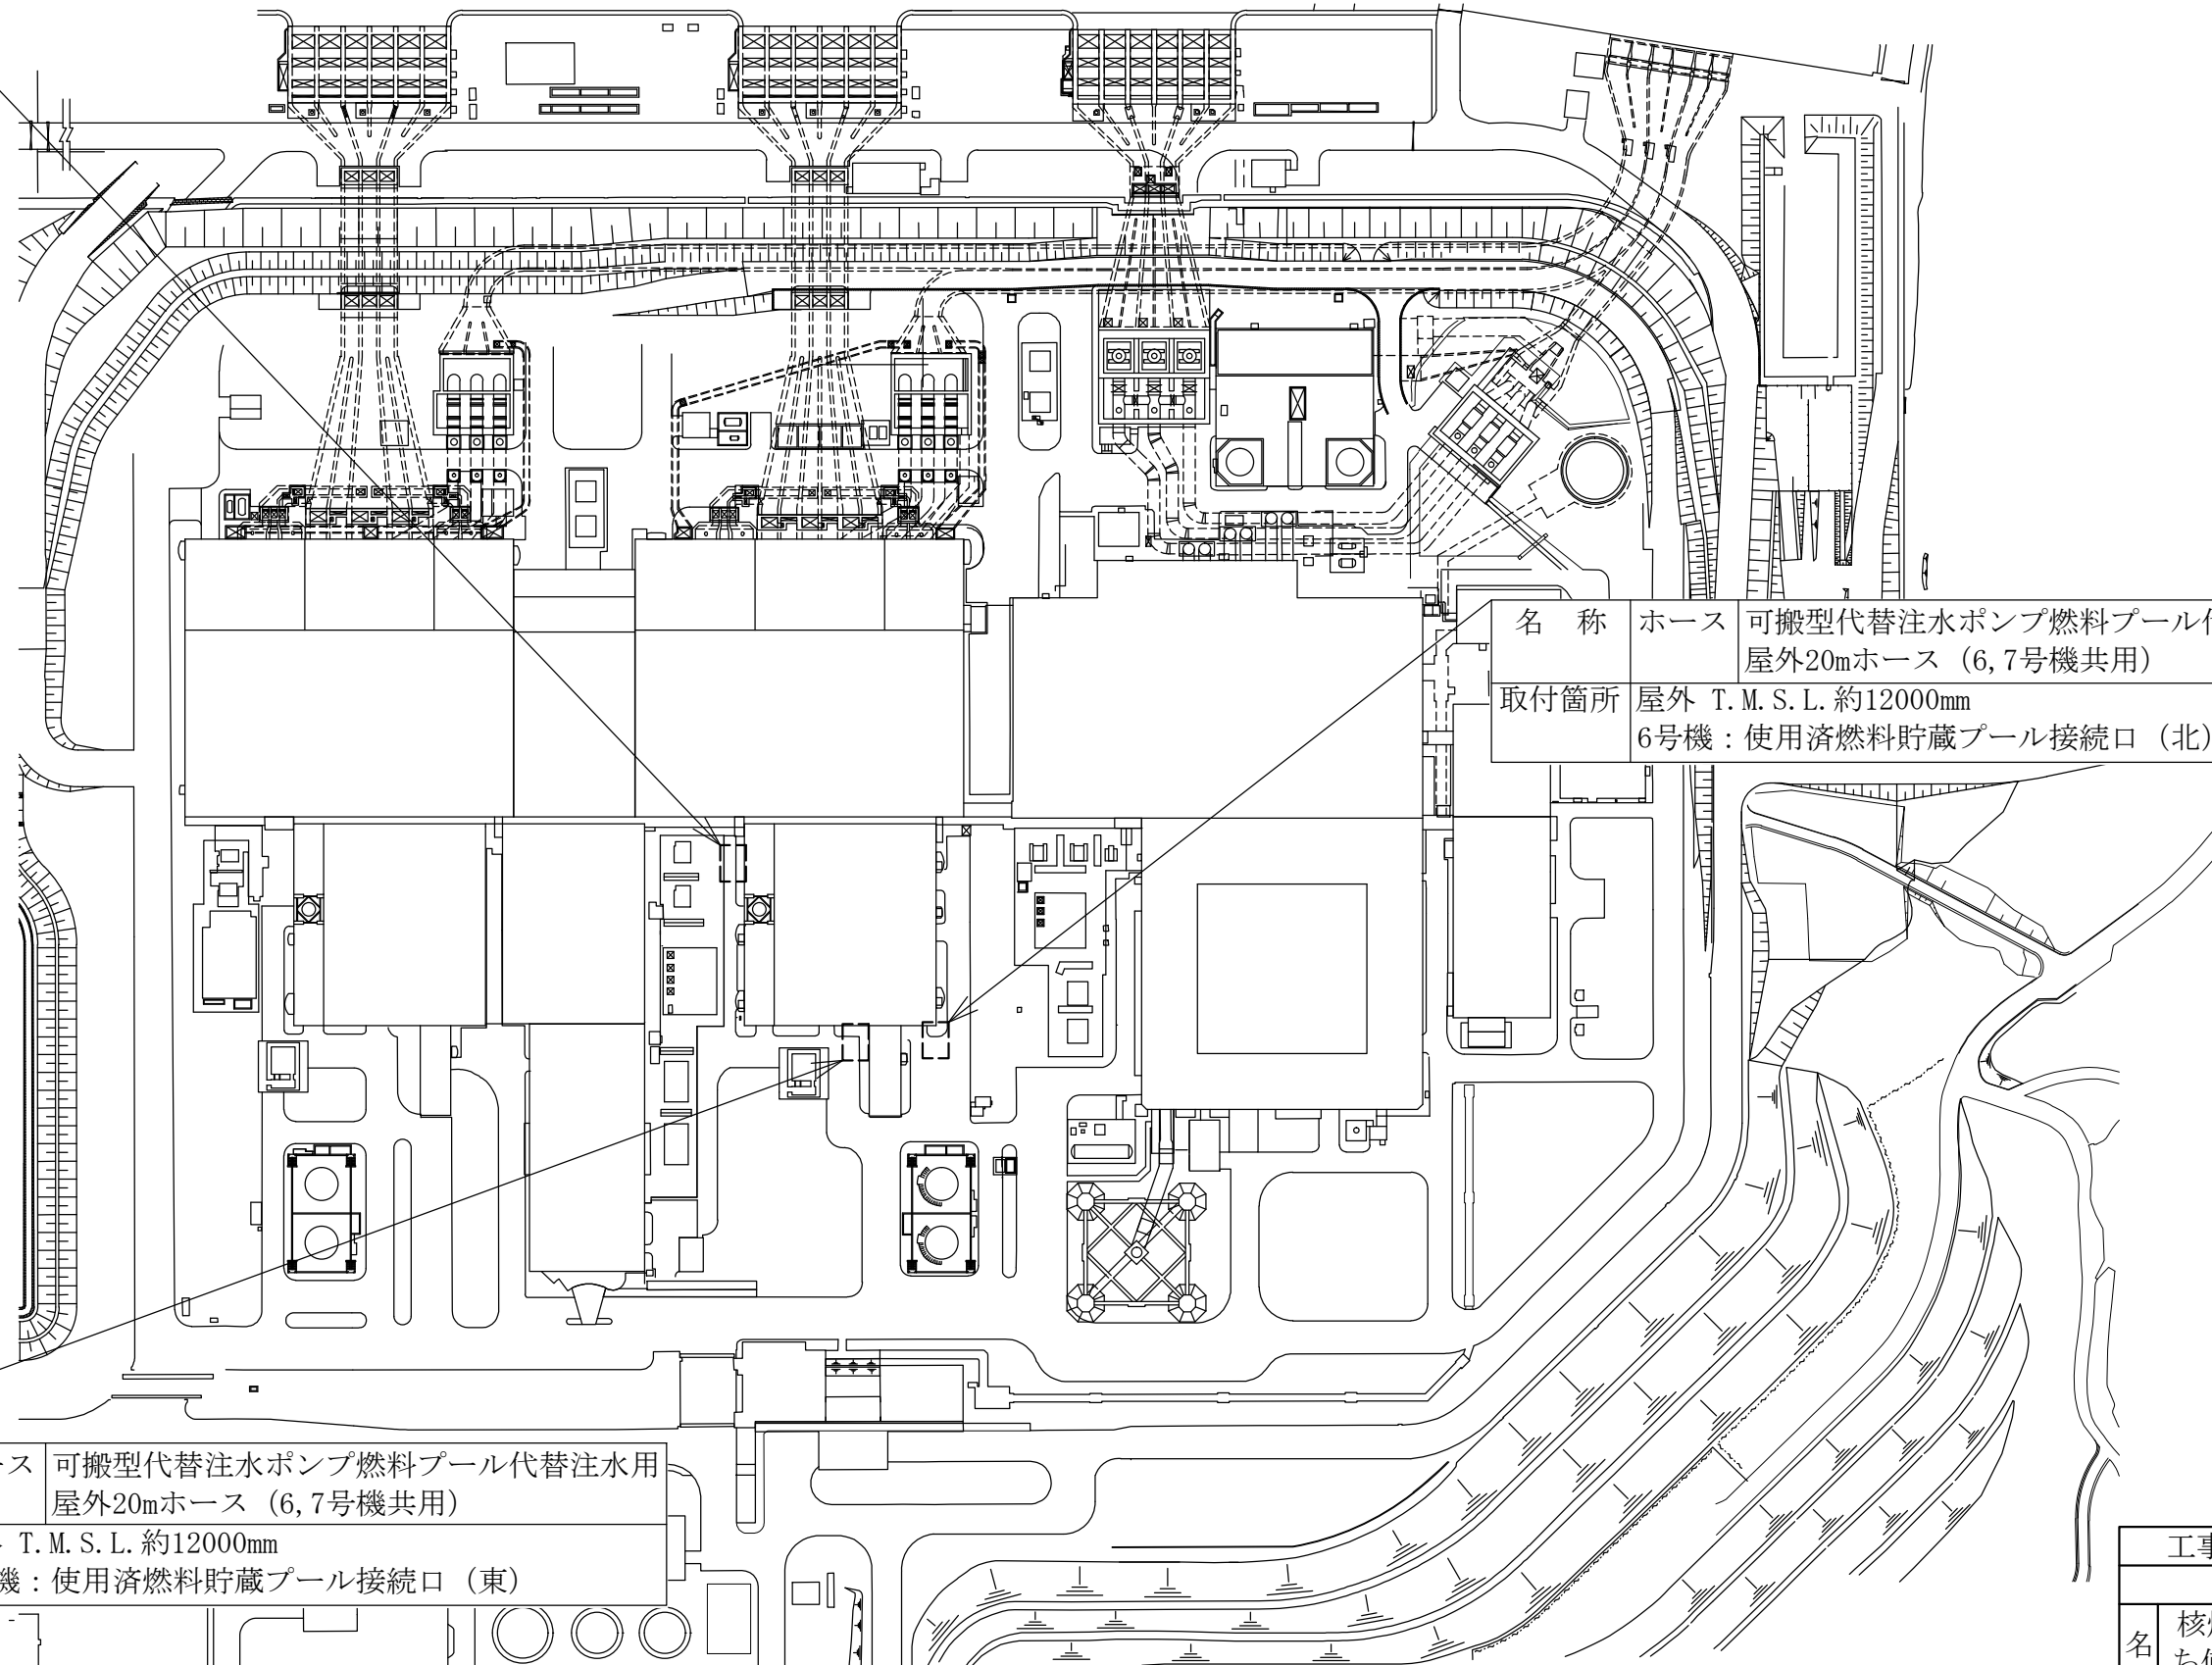 名 称 ホース 可搬型代替注水ポンプ燃料プール
屋外20mホース（6,7号機共用）
取付箇所 屋外 T.M.S.L.約12000mm
6号機：使用済燃料貯蔵プール接続口（北）
ース 可搬型代替注水ポンプ燃料プール代替注水用
屋外20mホース（6,7号機共用）
T.M.S.L.約12000mm
機：使用済燃料貯蔵プール接続口（東）
工事
名 核
ち